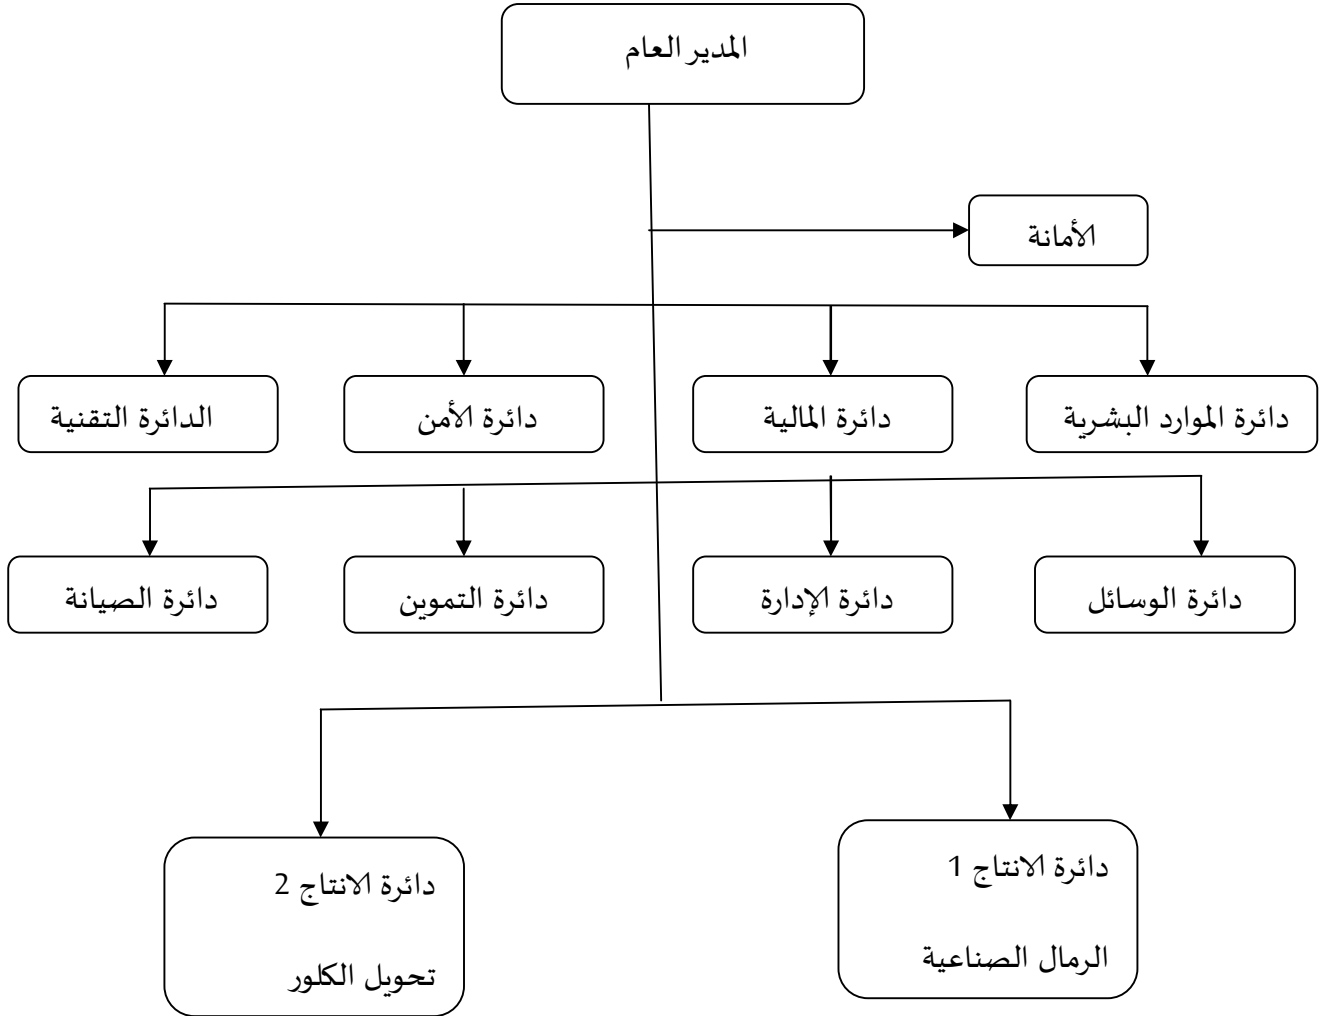 المدير العام
الأمانة
دائرة الموارد البشرية
دائرة المالية
دائرة الأمن
الدائرة التقنية
دائرة الوسائل
دائرة الإدارة
دائرة التموين
دائرة الصيانة
دائرة الانتاج 1
الرمال الصناعية
دائرة الانتاج 2
تحويل الكلور